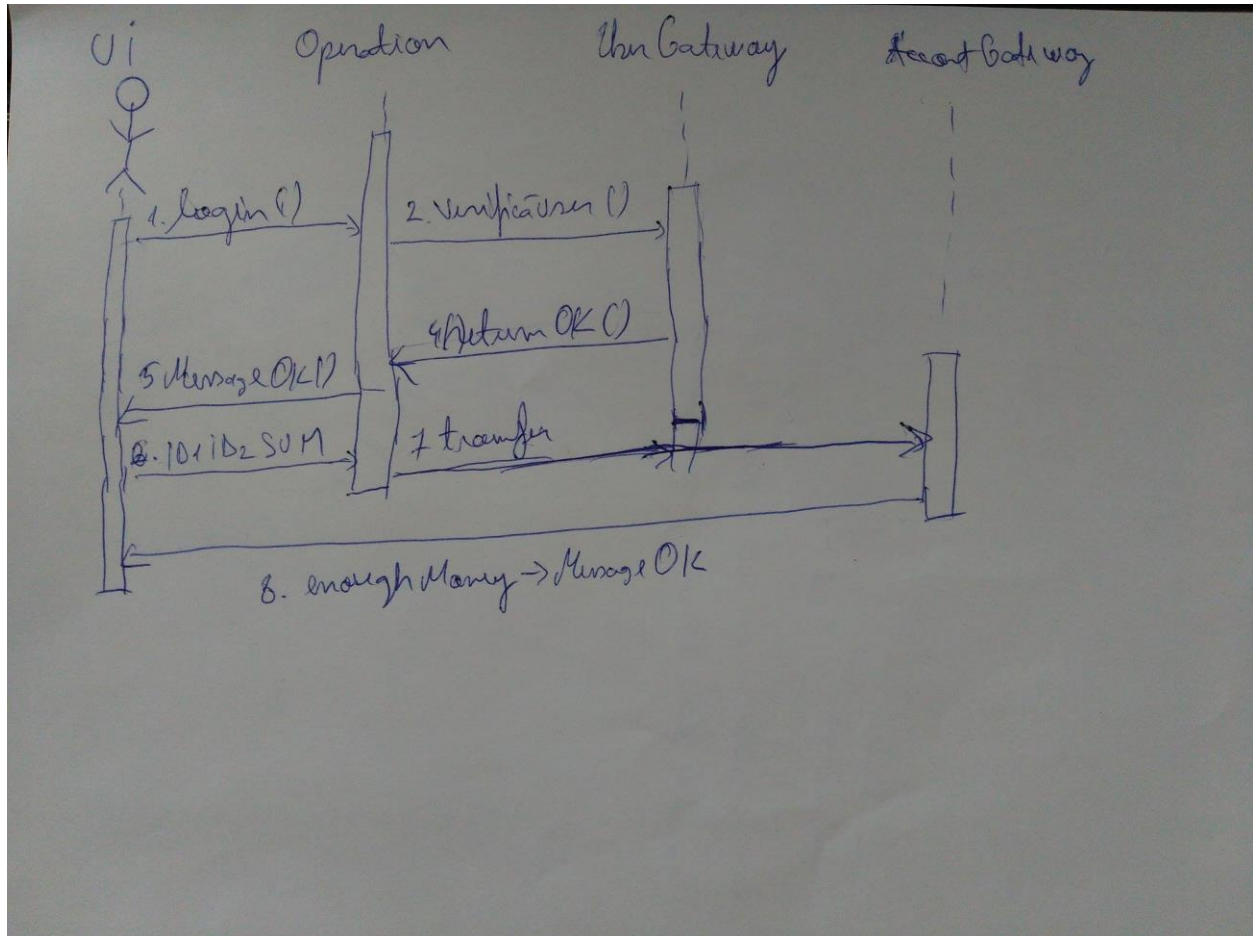 Ui Operation User Gateway Account Gateway
1. login () 2. VerificaUser ()
4 Return OK ()
5 Message OK ()
6. ID1 ID2 SUM 7 transfer
8. enough Money -> Message OK